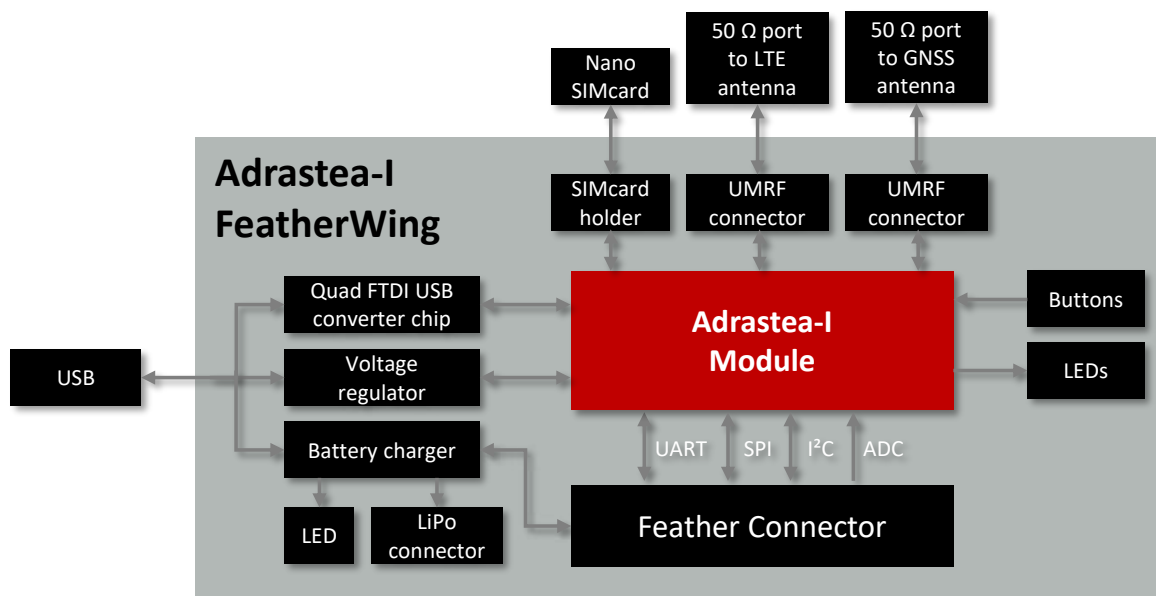 Nano
SIMcard
50 Ω port
to LTE
antenna
50 Ω port
to GNSS
antenna
Adrastea-I
FeatherWing
SIMcard
holder
UMRF
connector
UMRF
connector
Quad FTDI USB
converter chip
Adrastea-I
Module
Buttons
USB
Voltage
regulator
LEDs
Battery charger
UART
SPI
I²C
ADC
LED
LiPo
connector
Feather Connector